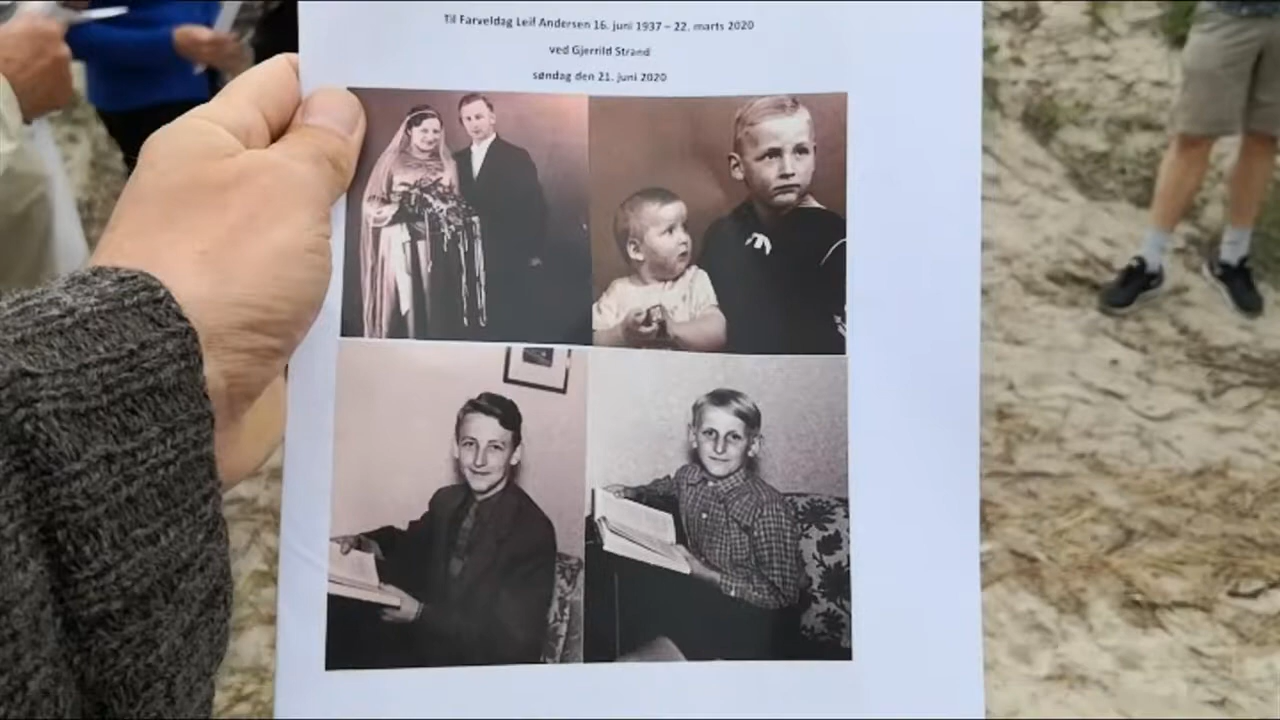 Til Farveldag Leif Andersen 16. juni 1937 – 22. marts 2020
ved Gjerrild Strand
søndag den 21. juni 2020